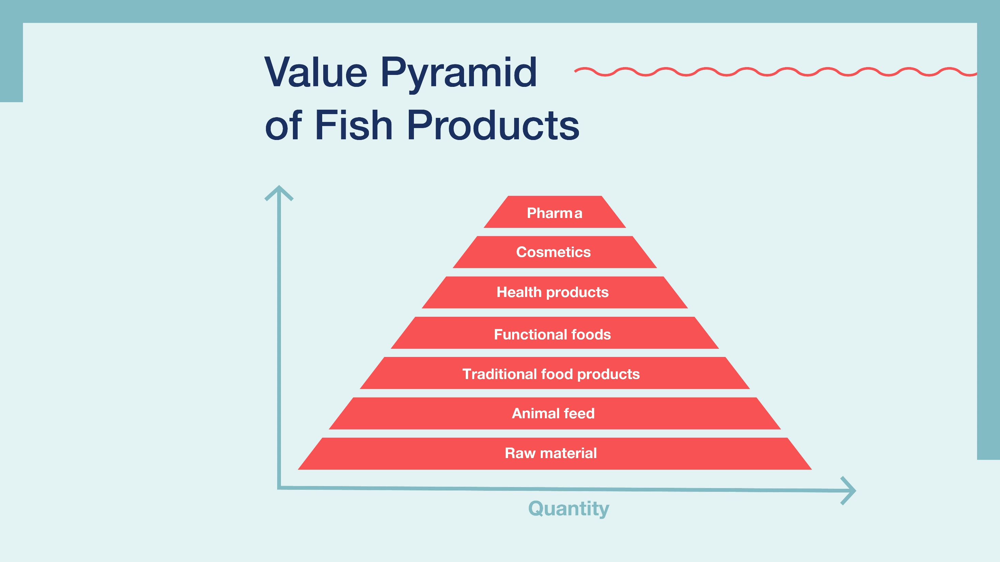 Value Pyramid
of Fish Products
Pharma
Cosmetics
Health products
Functional foods
Traditional food products
Animal feed
Raw material
Quantity